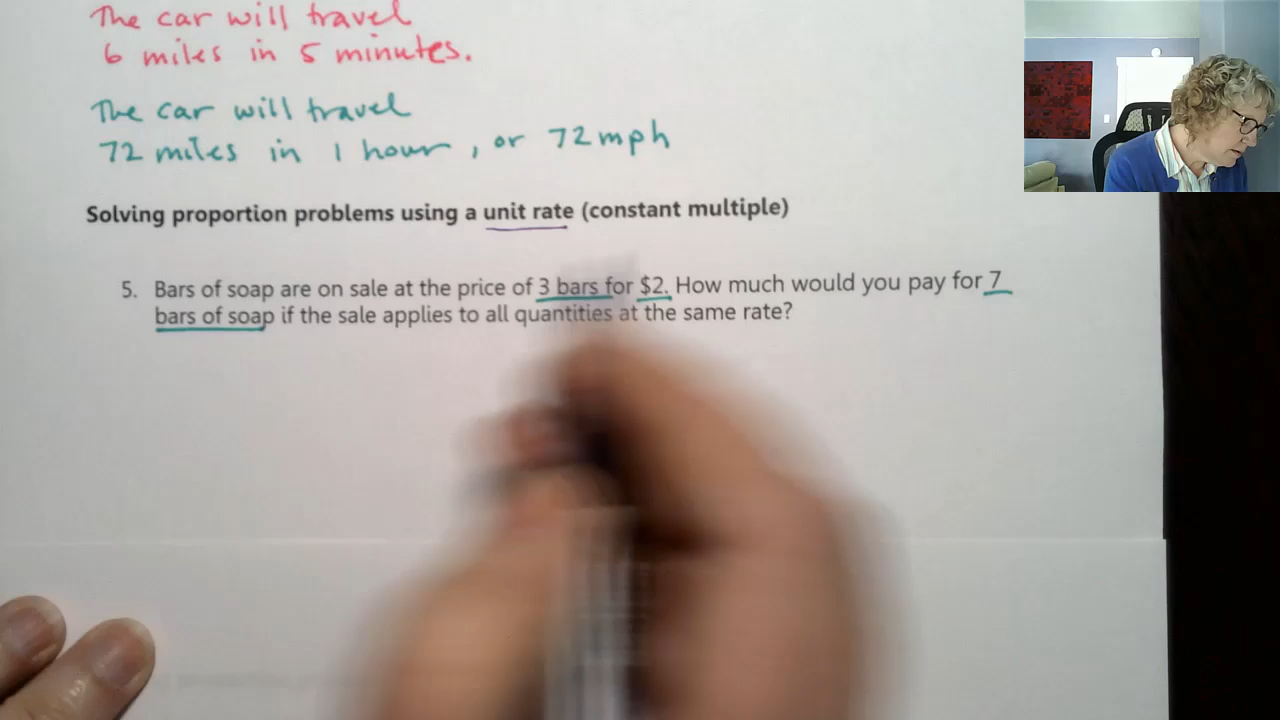 The car will travel
6 miles in 5 minutes.
The car will travel
72 miles in 1 hour, or 72 mph
Solving proportion problems using a unit rate (constant multiple)
5. Bars of soap are on sale at the price of 3 bars for $2. How much would you pay for 7
bars of soap if the sale applies to all quantities at the same rate?